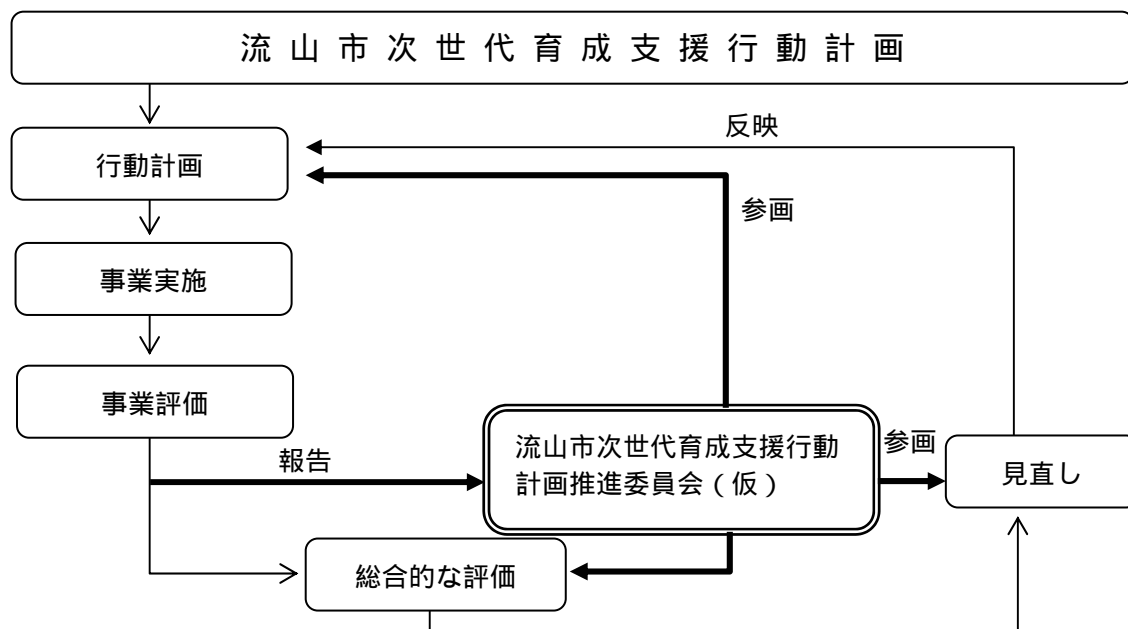 流山市次世代育成支援行動計画
反映
行動計画
参画
事業実施
事業評価
流山市次世代育成支援行動
計画推進委員会（仮）
参画
報告
見直し
総合的な評価